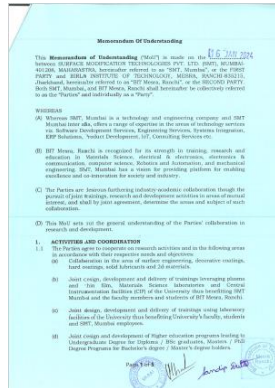 Memorandum Of Understanding
This Memorandum of Understanding ("MoU") is made on the 06 JAN 2024
between SURFACE MODIFICATION TECHNOLOGIES PVT. LTD. (SMT), MUMBAI-
401208, MAHARASTRA, hereinafter referred to as "SMT, Mumbai", or the FIRST
PARTY and BIRLA INSTITUTE OF TECHNOLOGY, MESRA, RANCHI-835215,
Jharkhand, hereinafter referred to as "BIT Mesra, Ranchi", or the SECOND PARTY.
Both SMT, Mumbai and BIT Mesra, Ranchi shall hereinafter be collectively referred
to as the "Parties" and individually as a "Party".
WHEREAS
(A) Whereas SMT, Mumbai is a technology and engineering company and SMT
Mumbai inter alia, offers a range of expertise in the areas of technology services
viz. Software Development Services, Engineering Services, Systems integration,
ERP Solutions, Product Development, IoT, Consulting Services etc.
(B) BIT Mesra, Ranchi is recognized for its strength in training, research and
education in Materials Science, electrical & electronics, electronics &
communication, computer science, Robotics and Automation, and mechanical
engineering. SMT, Mumbai has a vision for providing platform for enabling
excellence and co-innovation for society and industry.
(C) The Parties are desirous furthering industry-academic collaboration through the
pursuit of joint trainings, research and development activities in areas of mutual
interest, and shall by joint agreement, determine the areas and subject of such
collaboration.
(D) This MoU sets out the general understanding of the Parties' collaboration in
research and development.
1. ACTIVITIES AND COORDINATION
1.1 The Parties agree to cooperate on research activities and in the following areas
in accordance with their respective needs and objectives:
(a) Collaboration in the area of surface engineering, decorative coatings,
hard coatings, solid lubricants and 2d materials.
(b) Joint design, development and delivery of trainings leveraging plasma
and thin film, Materials Science laboratories and Central
Instrumentation facilities (CIF) of the University thus benefitting SMT
Mumbai and the faculty members and students of BIT Mesra, Ranchi.
(c) Joint design, development and delivery of trainings using laboratory
facilities of the University thus benefitting University's faculty, students
and SMT, Mumbai employees.
(d) Joint design and development of Higher education programs leading to
Undergraduate Degree for Diploma / BSc graduates, Masters / PhD
Degree Programs for Bachelor's degree / Master's degree holders.
Page 1 of 5